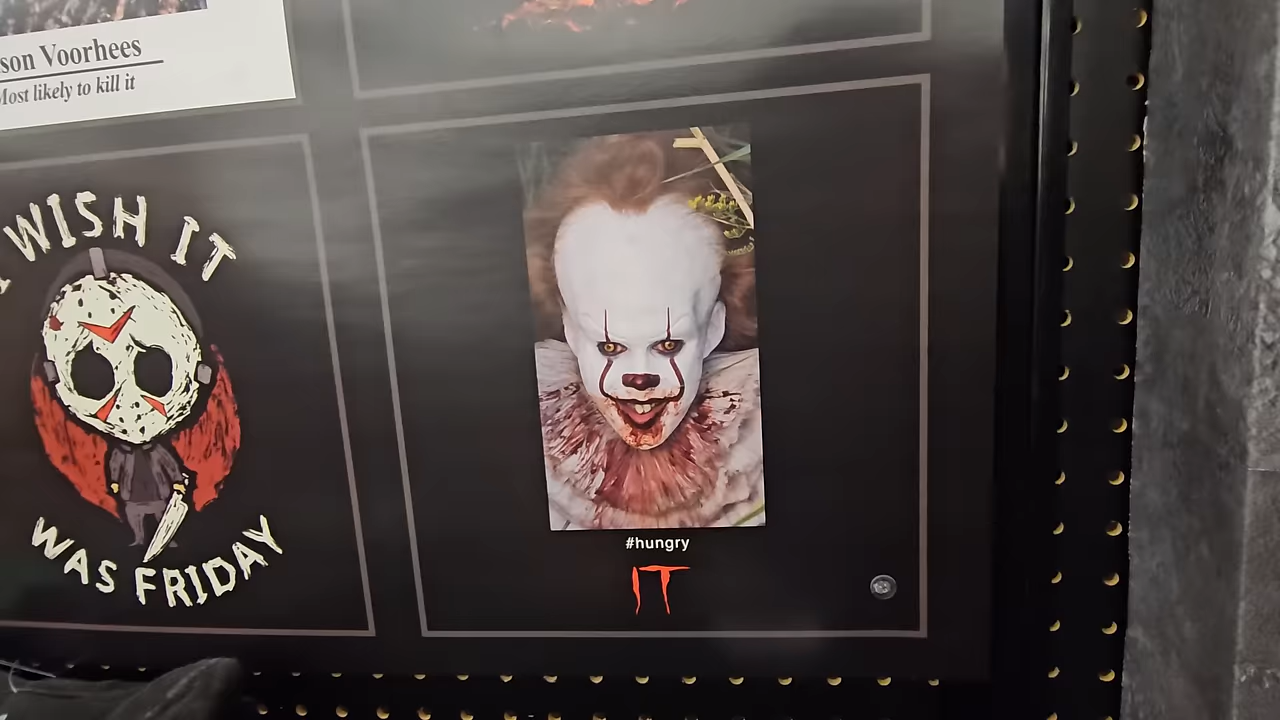 son Voorhees
Most likely to kill it
I WISH IT
WAS FRIDAY
#hungry
IT